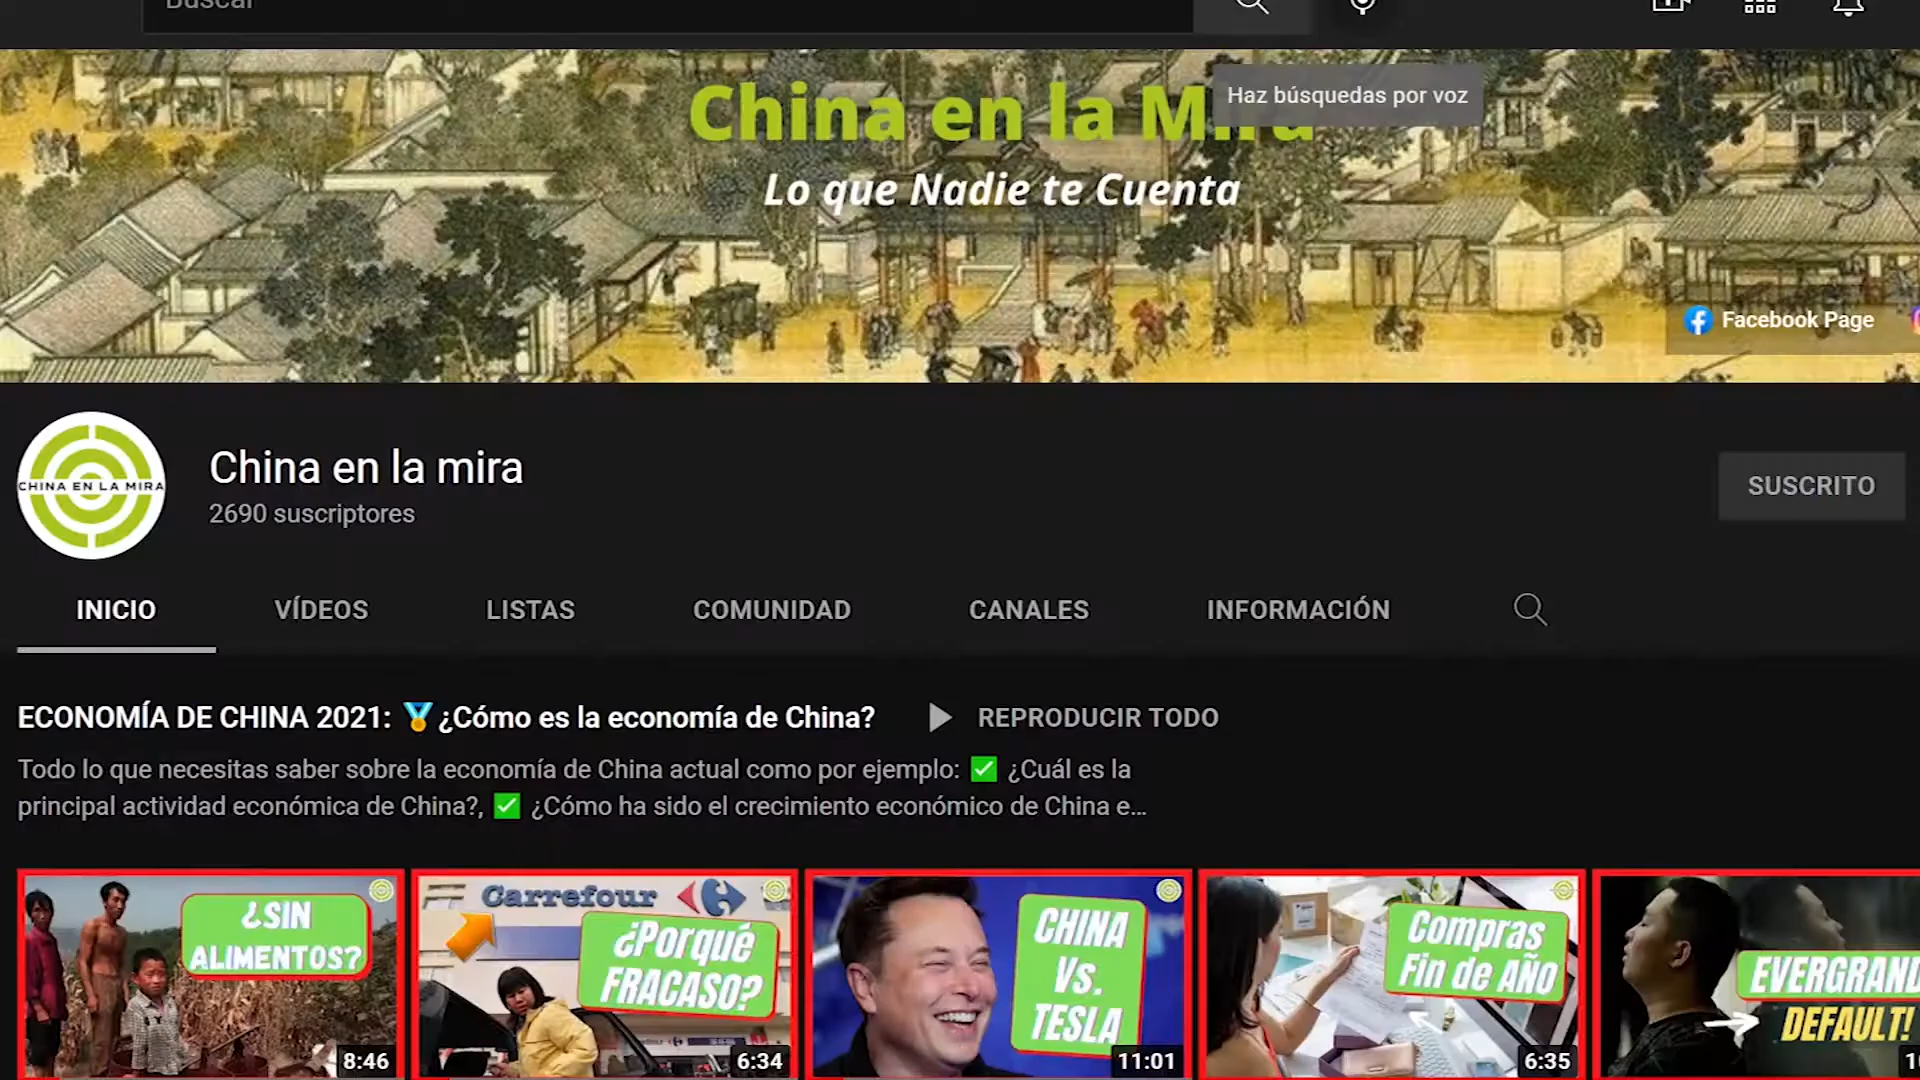 Buscar
China en la Mira
Haz búsquedas por voz
Lo que Nadie te Cuenta
Facebook Page
CHINA EN LA MIRA
China en la mira
2690 suscriptores
SUSCRITO
INICIO
VÍDEOS
LISTAS
COMUNIDAD
CANALES
INFORMACIÓN
ECONOMÍA DE CHINA 2021: 🏅¿Cómo es la economía de China?
REPRODUCIR TODO
Todo lo que necesitas saber sobre la economía de China actual como por ejemplo: ✅ ¿Cuál es la
principal actividad económica de China?, ✅ ¿Cómo ha sido el crecimiento económico de China e...
¿SIN
ALIMENTOS?
8:46
Carrefour
¿Porqué
FRACASO?
6:34
CHINA
Vs.
TESLA
11:01
Compras
Fin de AÑO
6:35
EVERGRAND
DEFAULT!